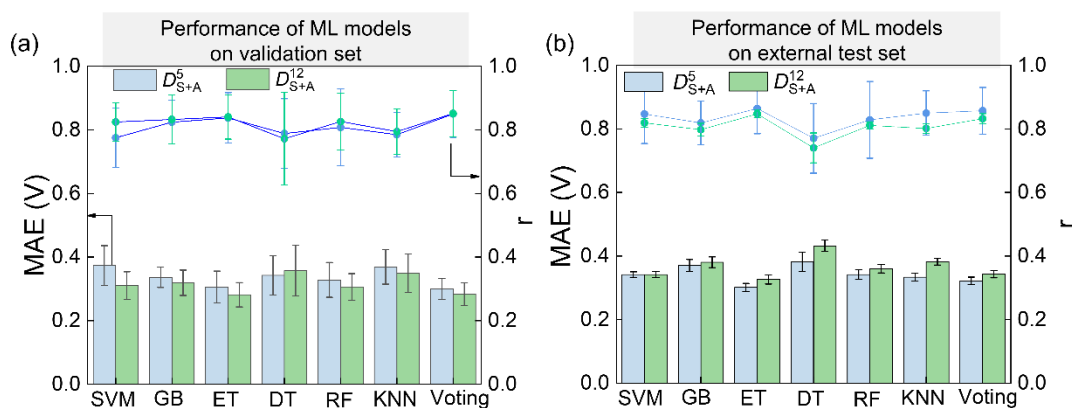 Performance of ML models
on validation set
(a)
D⁵S+A D¹²S+A
MAE (V)
1.0
0.8
0.6
0.4
0.2
0.0
1.0
0.8
0.6
0.4
0.2
0.0
r
SVM GB ET DT RF KNN Voting
Performance of ML models
on external test set
(b)
D⁵S+A D¹²S+A
MAE (V)
1.0
0.8
0.6
0.4
0.2
0.0
1.0
0.8
0.6
0.4
0.2
0.0
r
SVM GB ET DT RF KNN Voting